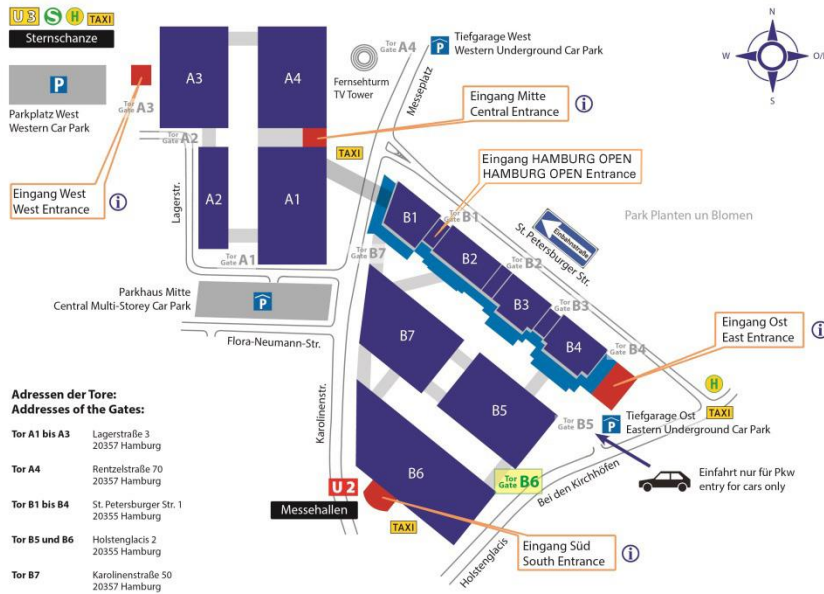 U3 S H TAXI
Sternschanze
P
Parkplatz West
Western Car Park
Tor
Gate A3
A3
A4
Tor
Gate A2
Eingang West
West Entrance
i
Lagerstr.
A2
A1
Tor
Gate A1
Fernsehturm
TV Tower
Tor
Gate A4
P
Tiefgarage West
Western Underground Car Park
Messeplatz
Eingang Mitte
Central Entrance
i
TAXI
N
W
O/E
S
Eingang HAMBURG OPEN
HAMBURG OPEN Entrance
Tor
Gate B1
B1
Einbahnstraße
St. Petersburger Str.
Park Planten un Blomen
Tor
Gate B2
B2
Tor
Gate B3
B3
Tor
Gate B4
B4
Tor
Gate B7
B7
Eingang Ost
East Entrance
i
H
TAXI
P
Tiefgarage Ost
Eastern Underground Car Park
Parkhaus Mitte
Central Multi-Storey Car Park
P
Flora-Neumann-Str.
Karolinenstr.
B5
Tor
Gate B5
Einfahrt nur für Pkw
entry for cars only
B6
Tor
Gate B6
Bei den Kirchhöfen
Holstenglacis
U2
Messehallen
TAXI
Eingang Süd
South Entrance
i
Adressen der Tore:
Addresses of the Gates:
Tor A1 bis A3 Lagerstraße 3
20357 Hamburg
Tor A4 Rentzelstraße 70
20357 Hamburg
Tor B1 bis B4 St. Petersburger Str. 1
20355 Hamburg
Tor B5 und B6 Holstenglacis 2
20355 Hamburg
Tor B7 Karolinenstraße 50
20357 Hamburg